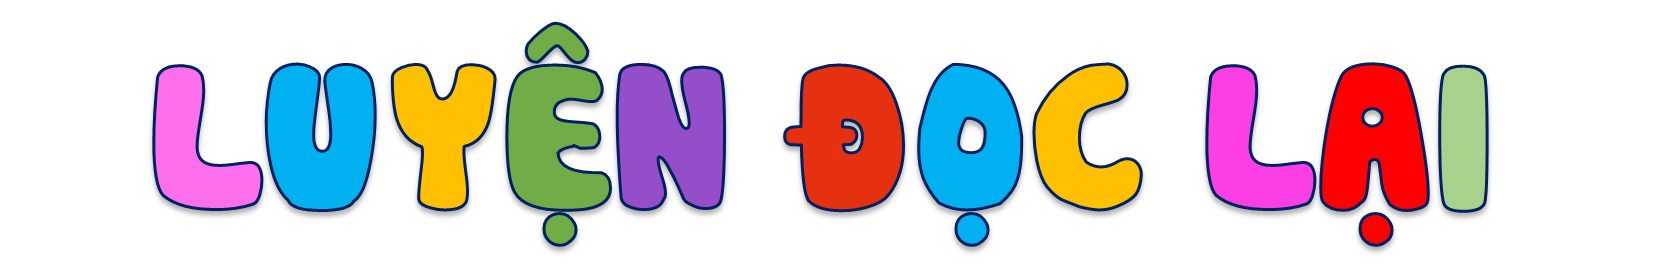 LUYỆN ĐỌC LẠI